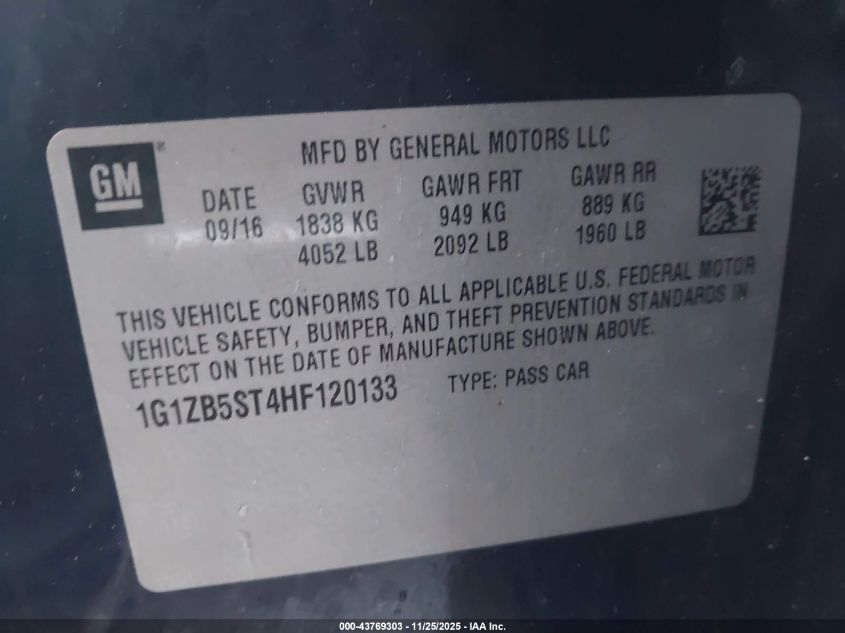 GM
MFD BY GENERAL MOTORS LLC
DATE GVWR GAWR FRT GAWR RR
09/16 1838 KG 949 KG 889 KG
4052 LB 2092 LB 1960 LB
THIS VEHICLE CONFORMS TO ALL APPLICABLE U.S. FEDERAL MOTOR
VEHICLE SAFETY, BUMPER, AND THEFT PREVENTION STANDARDS IN
EFFECT ON THE DATE OF MANUFACTURE SHOWN ABOVE.
1G1ZB5ST4HF120133 TYPE: PASS CAR
000-43769303 - 11/25/2025 - IAA Inc.